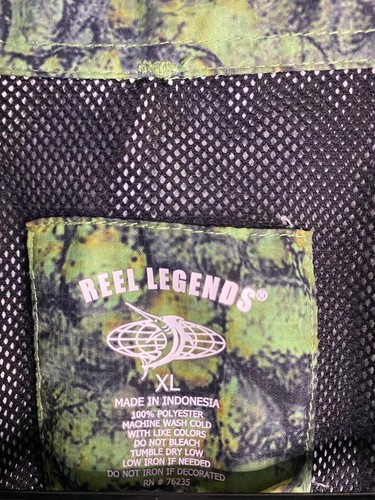 REEL LEGENDS®
XL
MADE IN INDONESIA
100% POLYESTER
MACHINE WASH COLD
WITH LIKE COLORS
DO NOT BLEACH
TUMBLE DRY LOW
LOW IRON IF NEEDED
DO NOT IRON IF DECORATED
RN # 76235